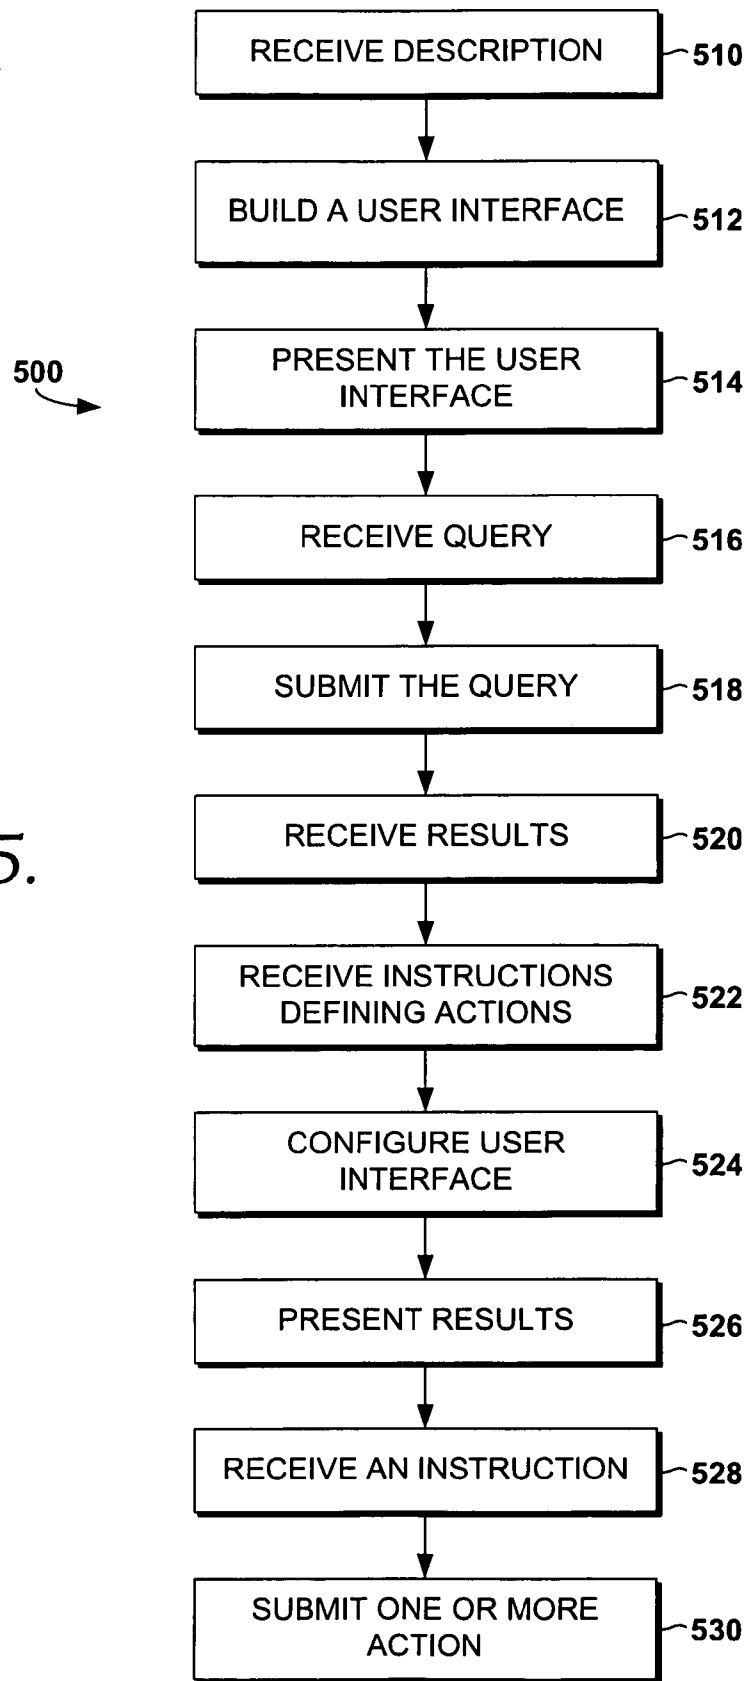 RECEIVE DESCRIPTION
510
BUILD A USER INTERFACE
512
PRESENT THE USER
INTERFACE
514
500
RECEIVE QUERY
516
SUBMIT THE QUERY
518
RECEIVE RESULTS
520
5.
RECEIVE INSTRUCTIONS
DEFINING ACTIONS
522
CONFIGURE USER
INTERFACE
524
PRESENT RESULTS
526
RECEIVE AN INSTRUCTION
528
SUBMIT ONE OR MORE
ACTION
530